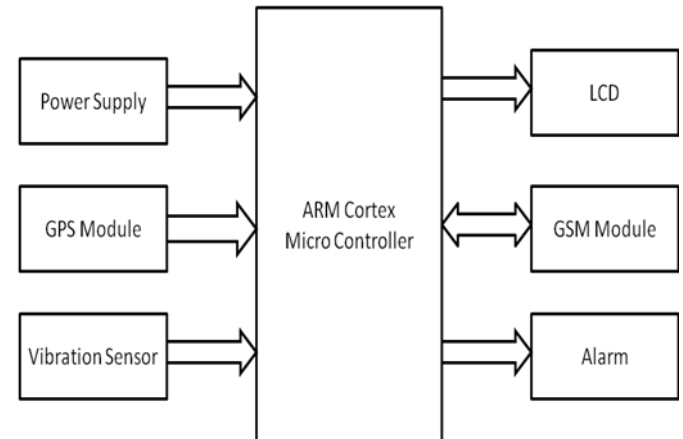 Power Supply
GPS Module
Vibration Sensor
ARM Cortex
Micro Controller
LCD
GSM Module
Alarm